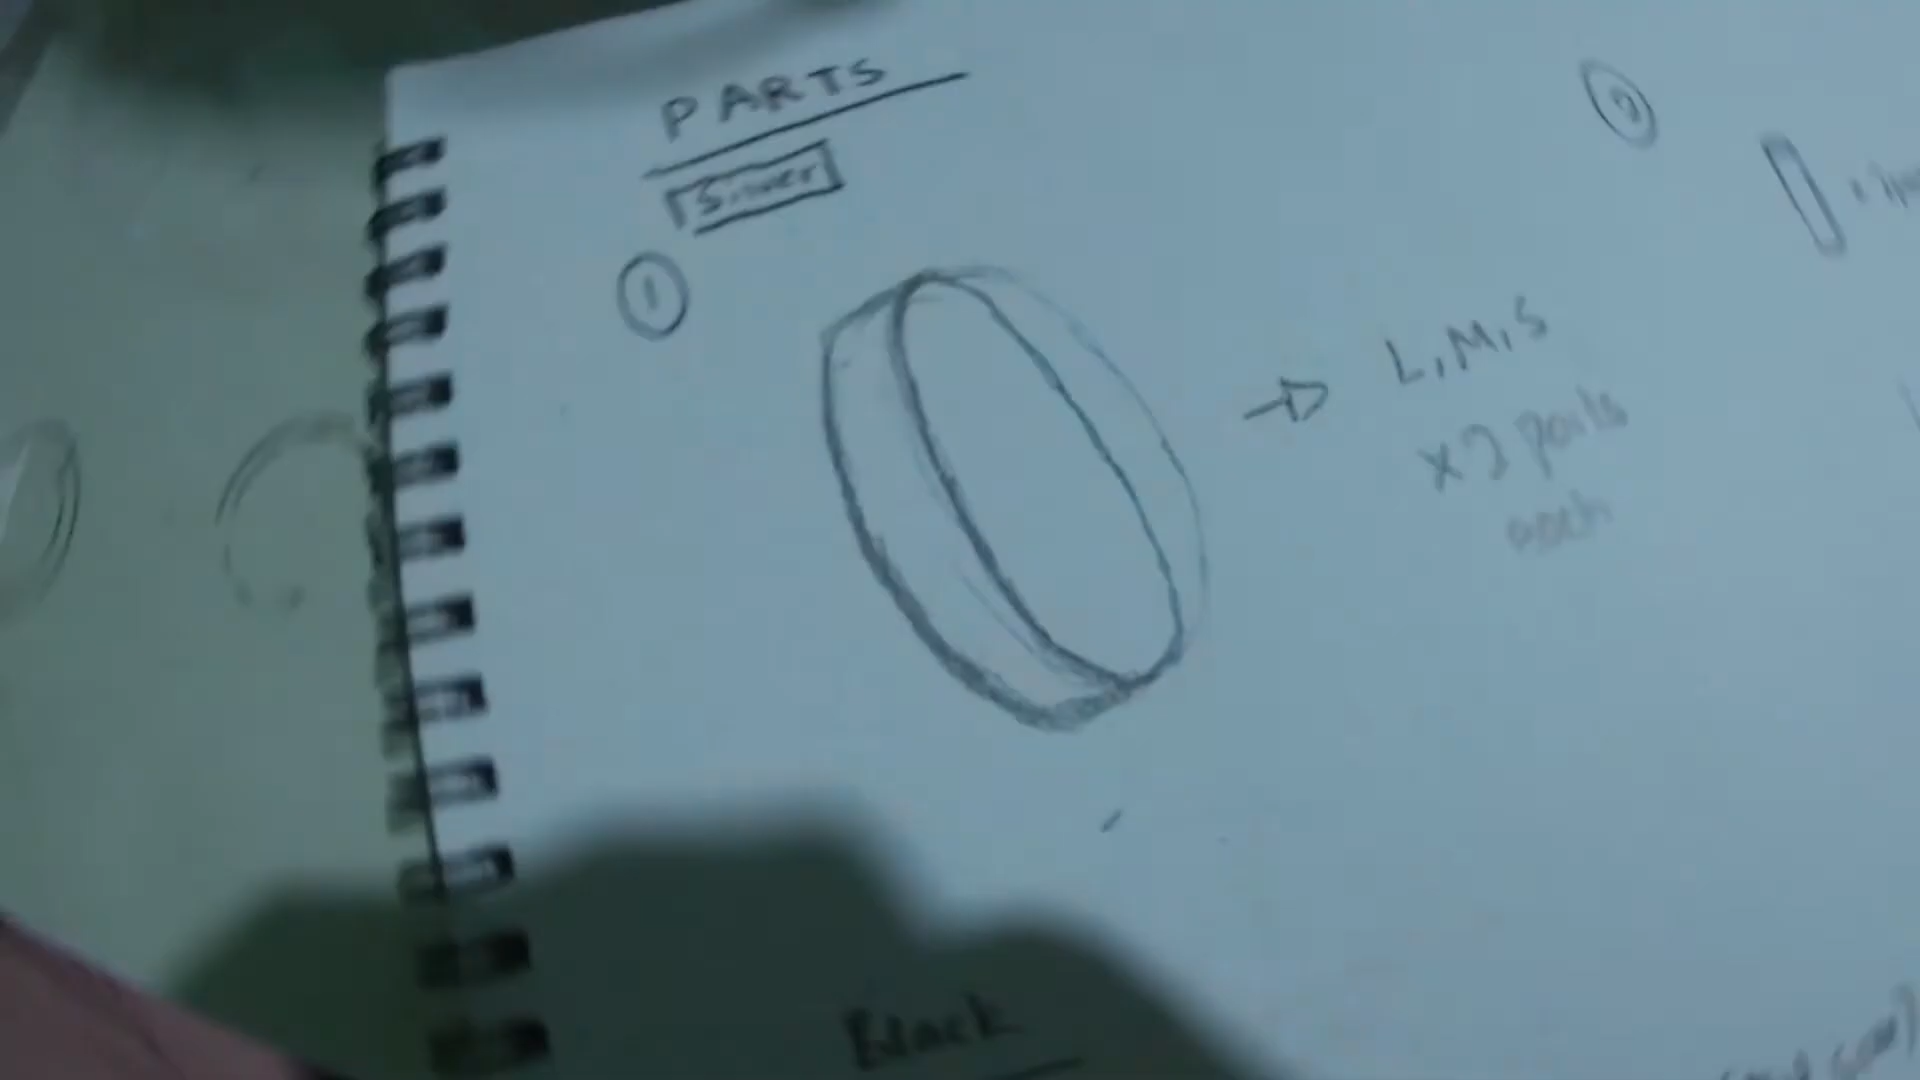 PARTS
Silver
1
2
L, M, S
x2 pairs
each
Black